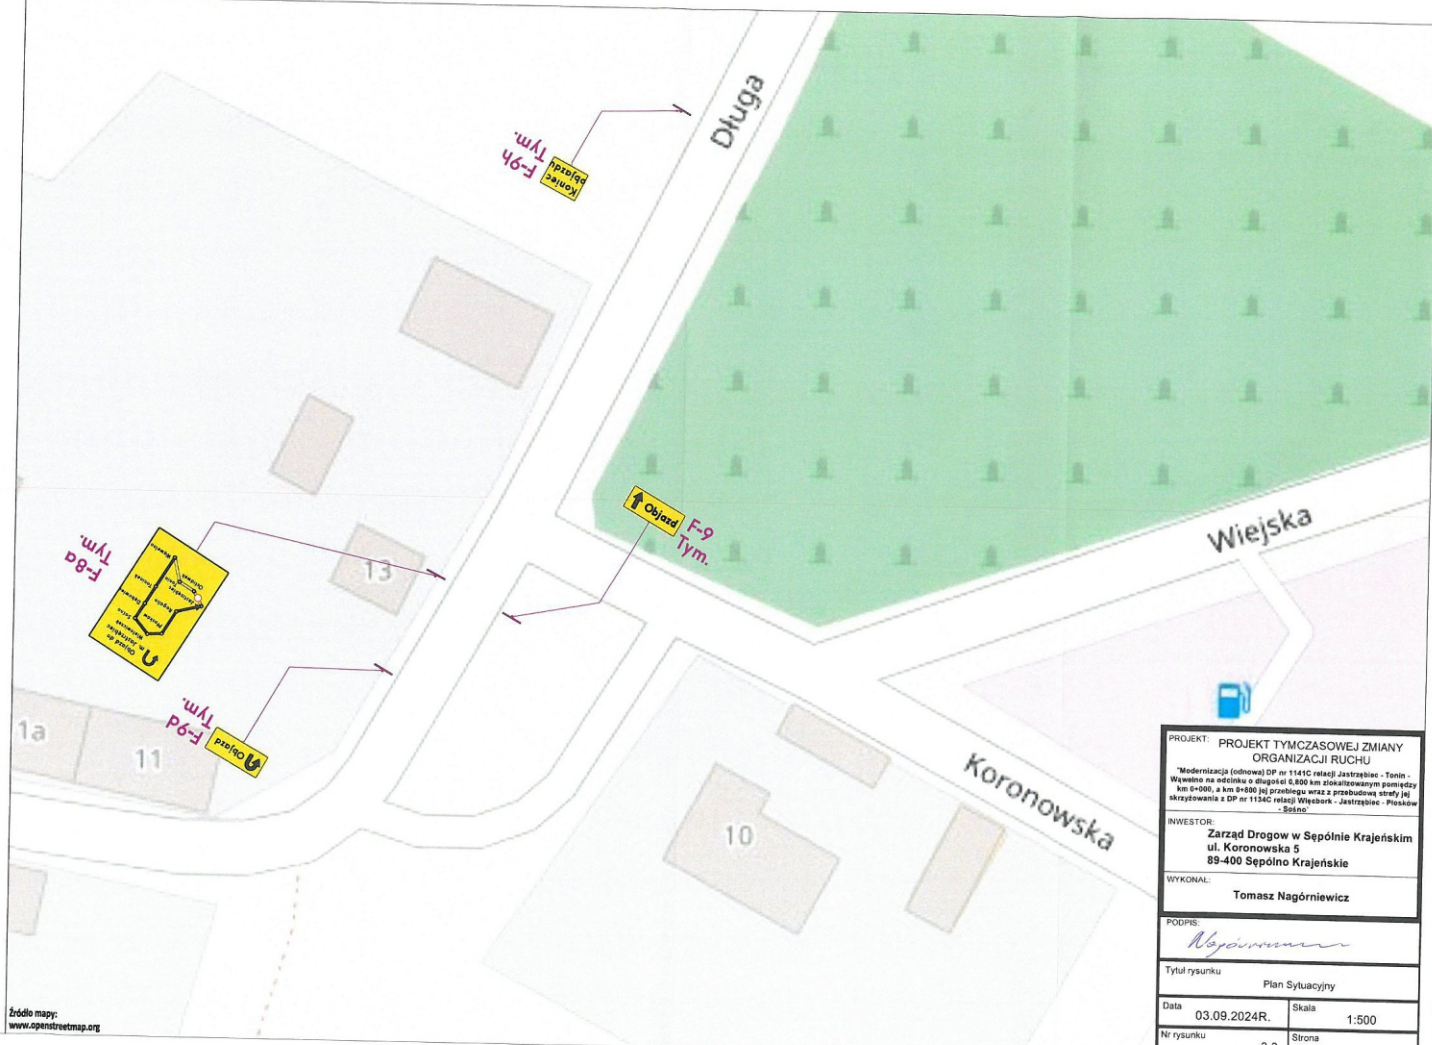 Długa
F-9h
Tym.
Koniec
objazdu
F-9
Tym.
Objazd
Wiejska
F-8a
Tym.
Objazd do
m. Jastrzębiec
13
F-9d
Tym.
Objazd
1a
11
10
Koronowska
PROJEKT: PROJEKT TYMCZASOWEJ ZMIANY
ORGANIZACJI RUCHU
"Modernizacja (odnowa) DP nr 1141C relacji Jastrzębiec - Tonin -
Wąwelno na odcinku o długości 0,800 km zlokalizowanym pomiędzy
km 0+000, a km 0+800 jej przebiegu wraz z przebudową strefy jej
skrzyżowania z DP nr 1134C relacji Więcbork - Jastrzębiec - Płosków
- Sośno"
INWESTOR:
Zarząd Drogow w Sępólnie Krajeńskim
ul. Koronowska 5
89-400 Sępólno Krajeńskie
WYKONAŁ:
Tomasz Nagórniewicz
PODPIS:
Tytuł rysunku
Plan Sytuacyjny
Data
03.09.2024R.
Skala
1:500
Nr rysunku
Strona
Źródło mapy:
www.openstreetmap.org